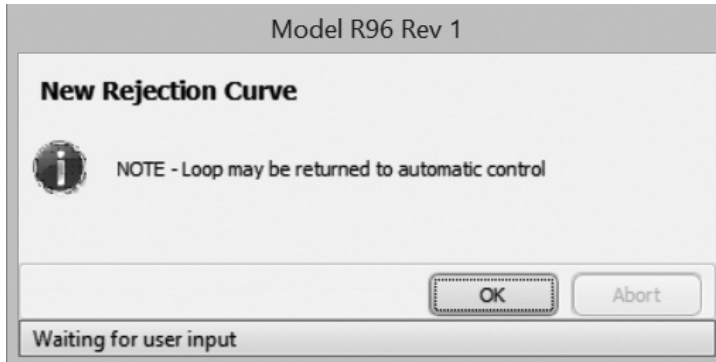 Model R96 Rev 1
New Rejection Curve
NOTE - Loop may be returned to automatic control
OK
Abort
Waiting for user input